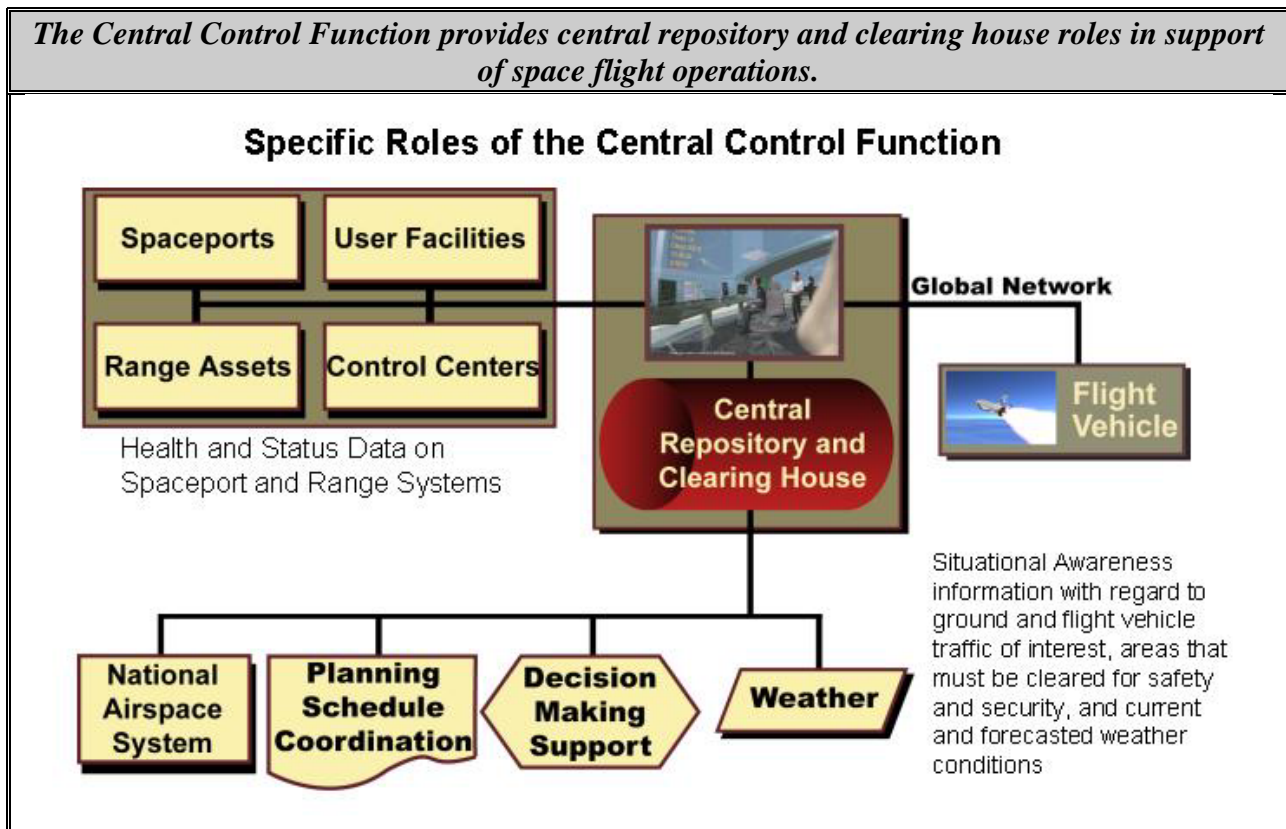 The Central Control Function provides central repository and clearing house roles in support
of space flight operations.
Specific Roles of the Central Control Function
Spaceports
User Facilities
Range Assets
Control Centers
Health and Status Data on
Spaceport and Range Systems
Central
Repository and
Clearing House
Global Network
Flight
Vehicle
National
Airspace
System
Planning
Schedule
Coordination
Decision
Making
Support
Weather
Situational Awareness
information with regard to
ground and flight vehicle
traffic of interest, areas that
must be cleared for safety
and security, and current
and forecasted weather
conditions